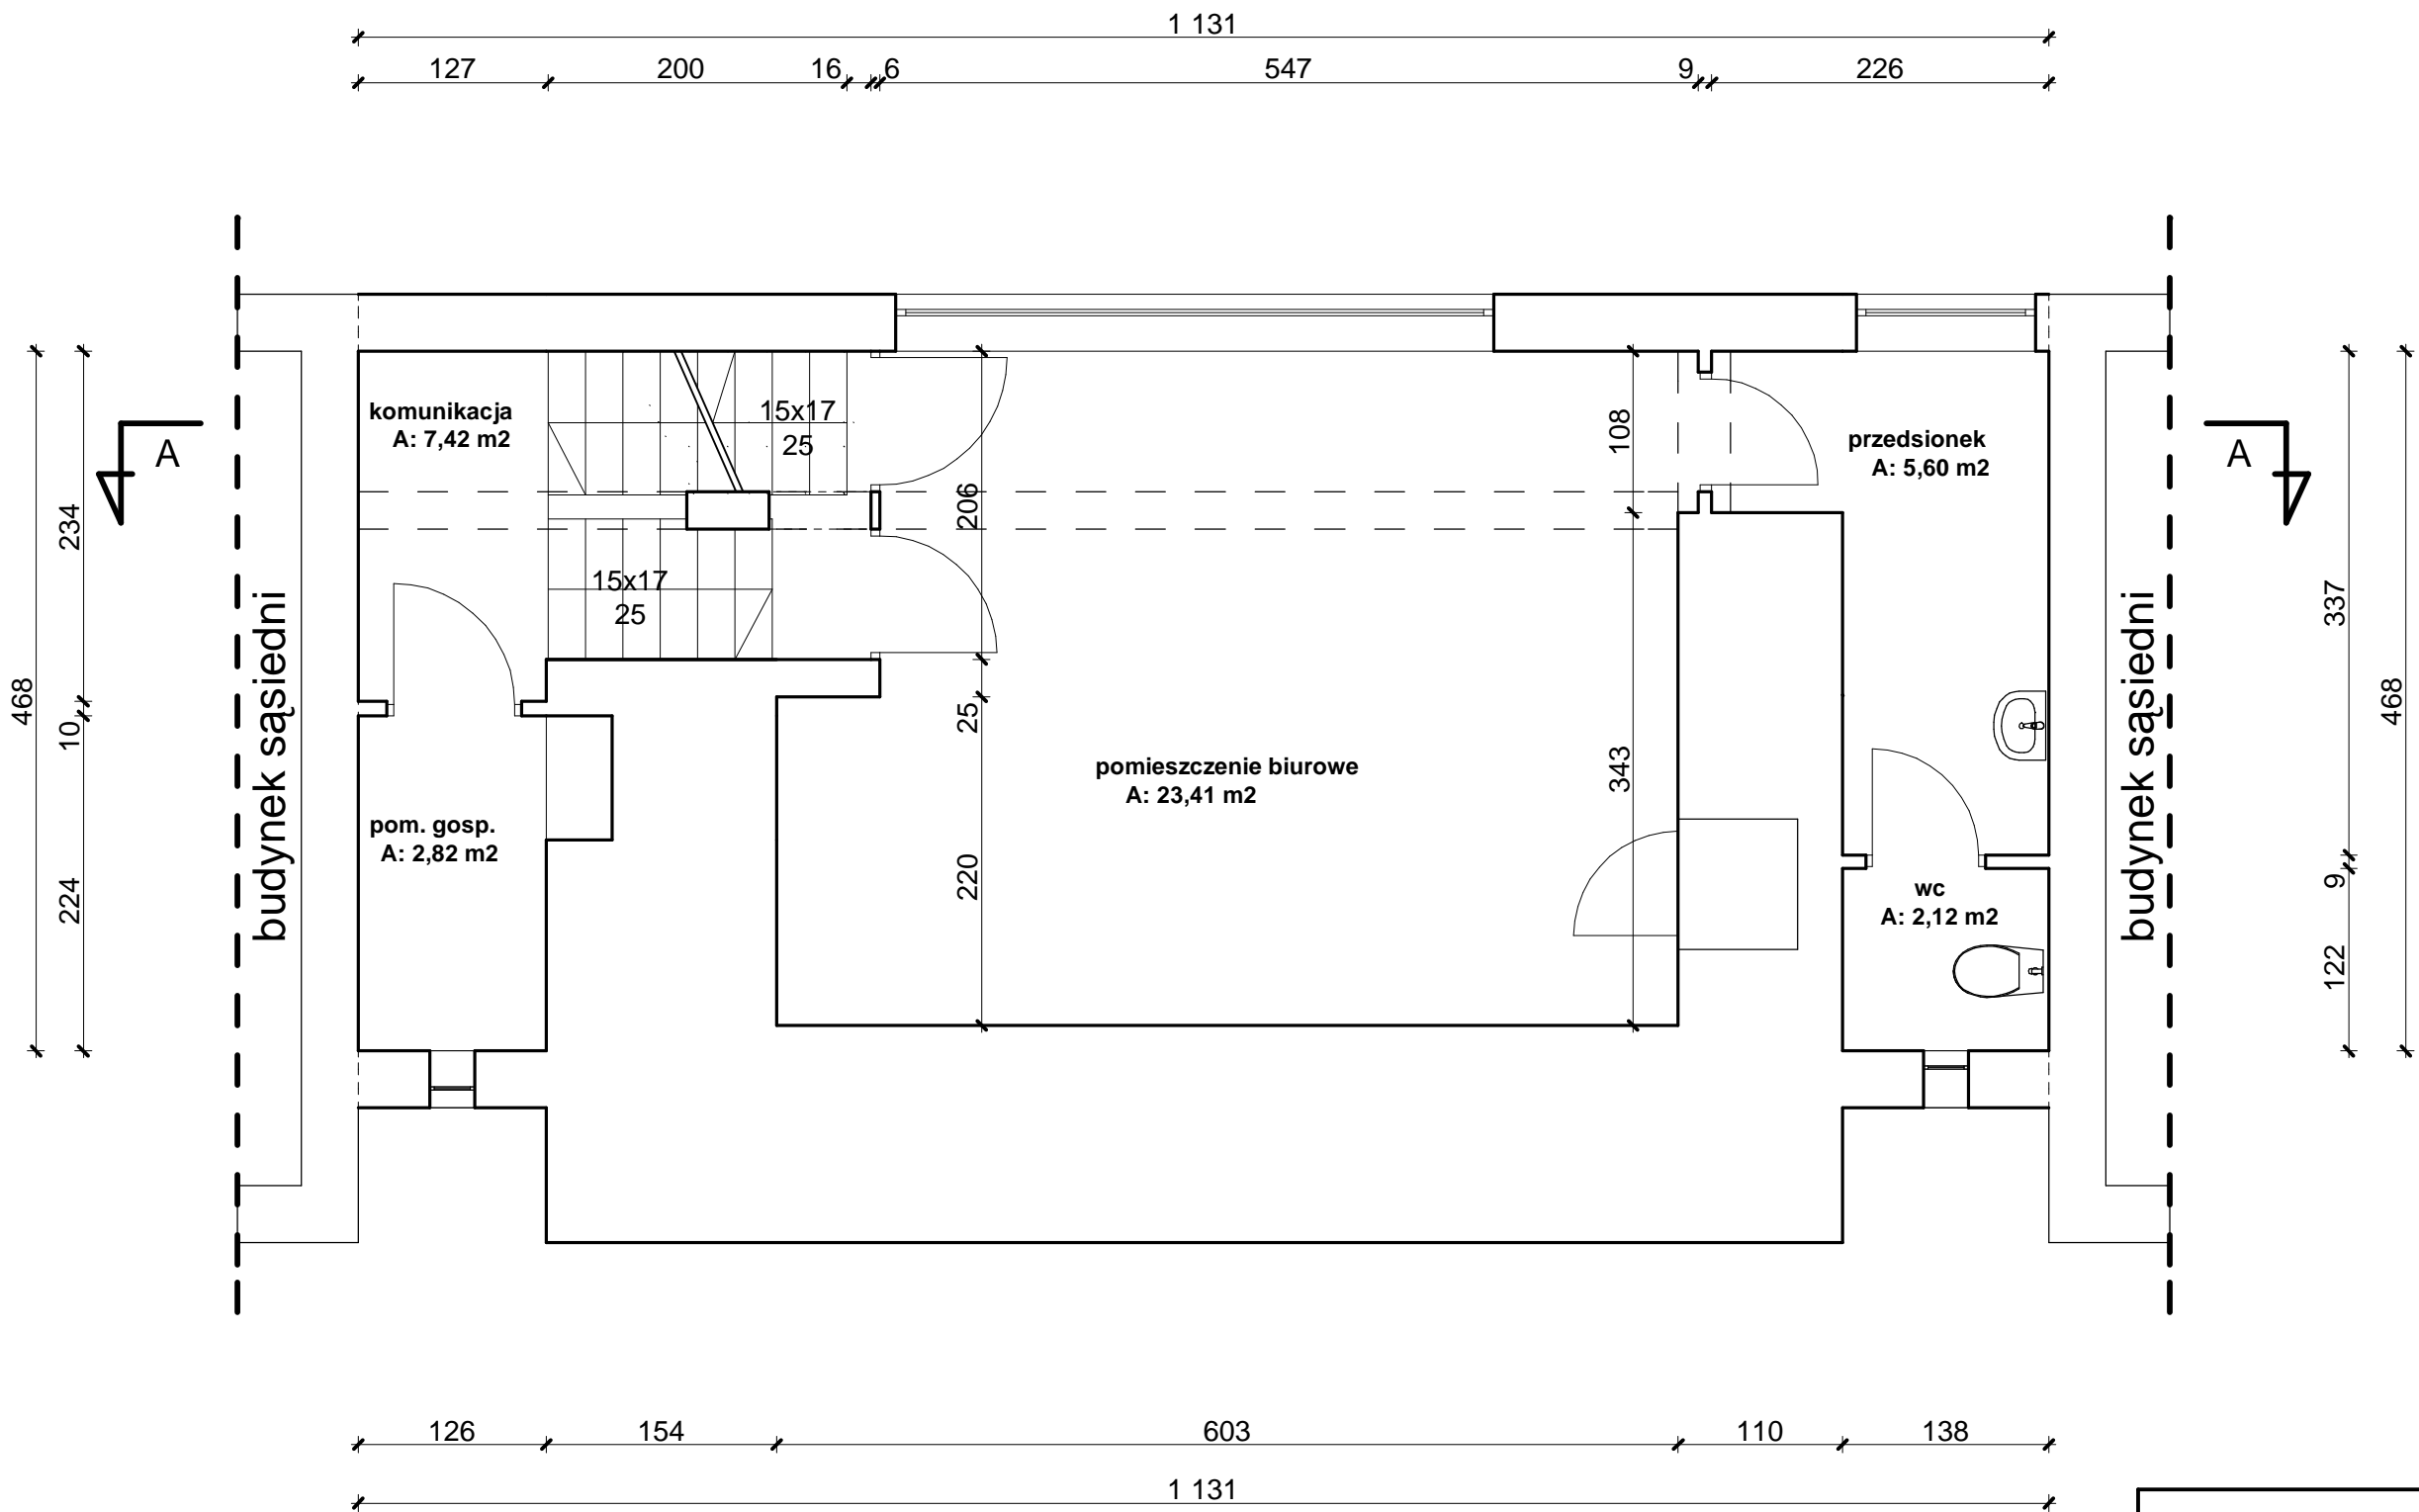 1 131
127 200 16 6 547 9 226
komunikacja
A: 7,42 m2
15x17
25
15x17
25
przedsionek
A: 5,60 m2
A
A
468
234
10
224
budynek sąsiedni
206
25
220
108
343
pomieszczenie biurowe
A: 23,41 m2
pom. gosp.
A: 2,82 m2
wc
A: 2,12 m2
budynek sąsiedni
337
9
122
468
126 154 603 110 138
1 131